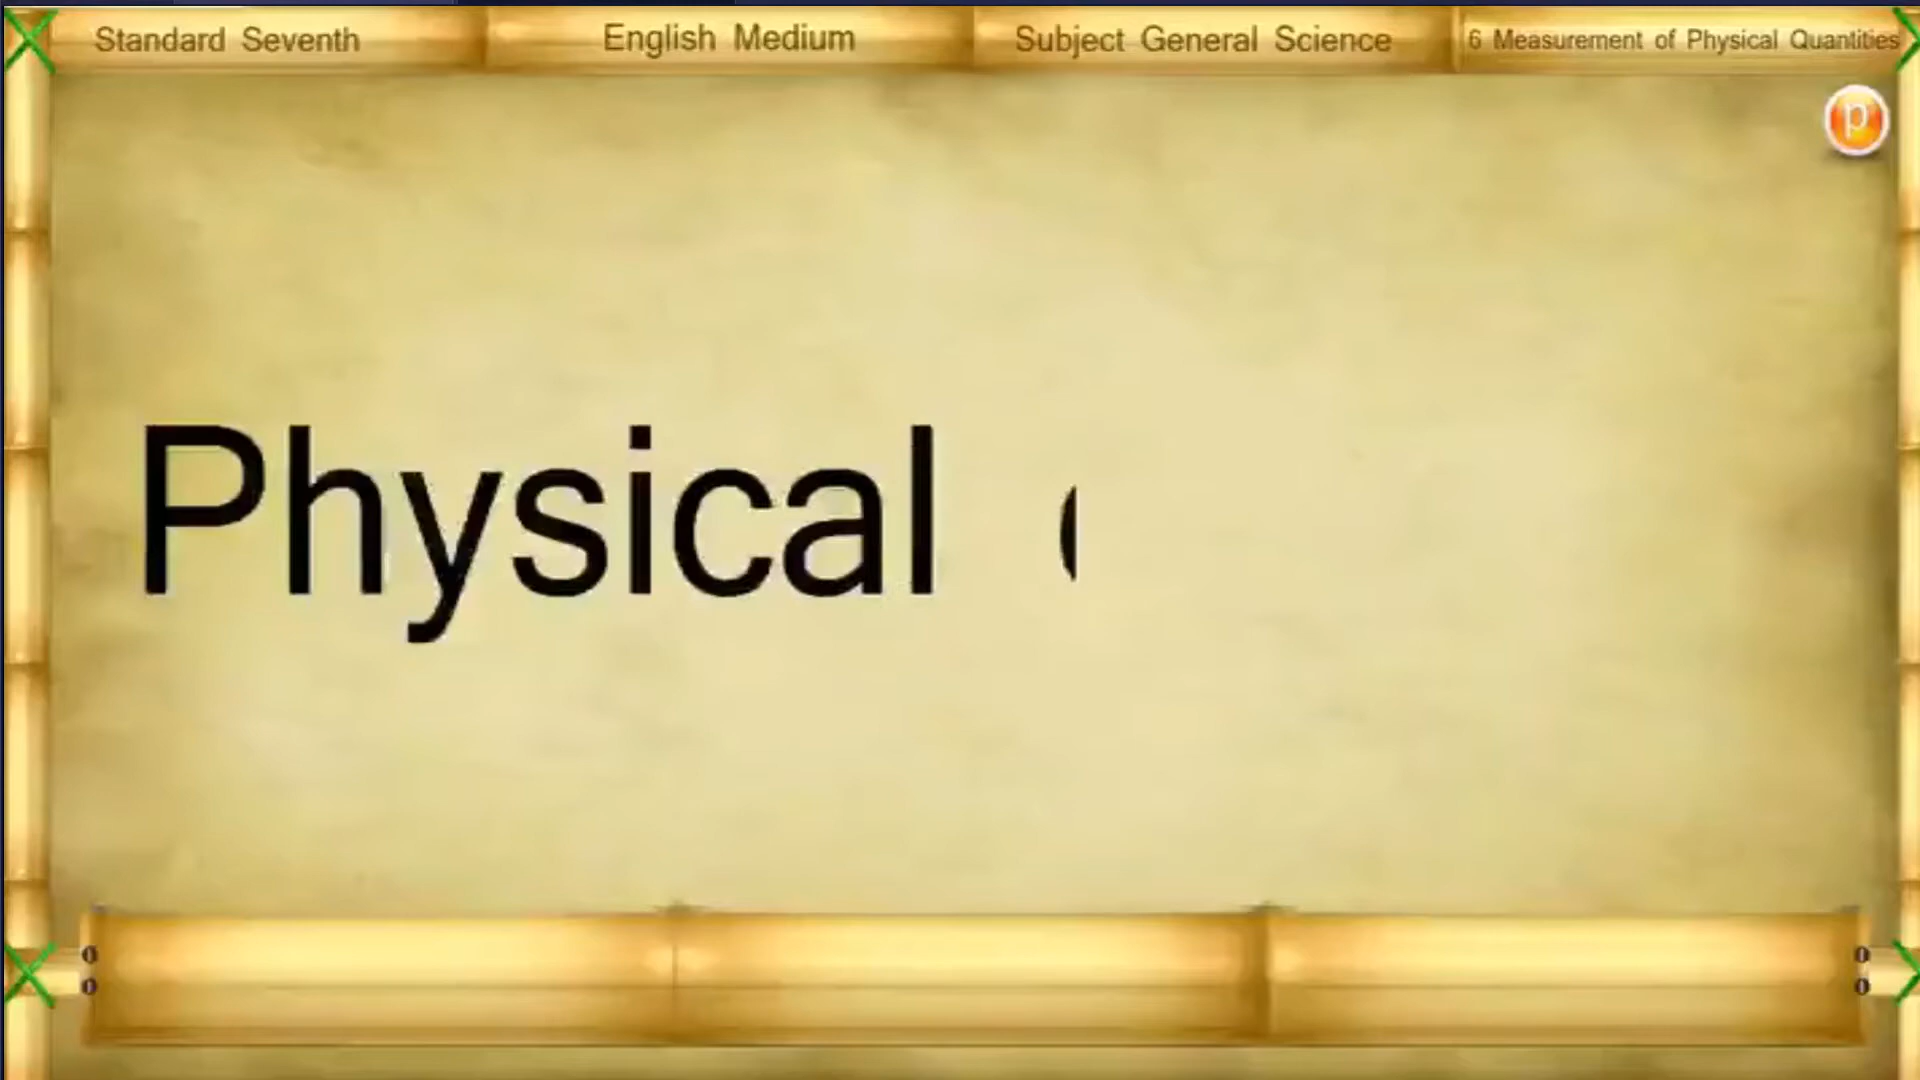 Standard Seventh English Medium Subject General Science 6 Measurement of Physical Quantities
p
Physical